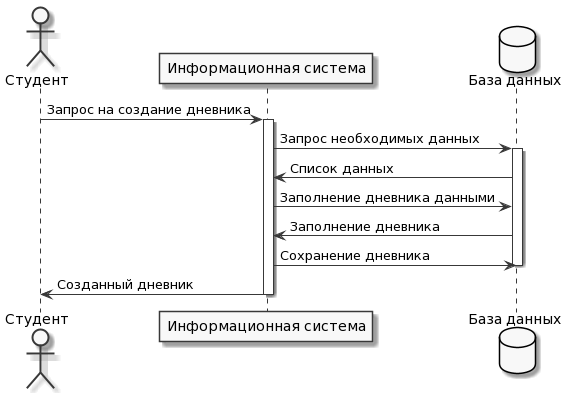 Студент
Информационная система
База данных
Запрос на создание дневника
Запрос необходимых данных
Список данных
Заполнение дневника данными
Заполнение дневника
Сохранение дневника
Созданный дневник
Студент
Информационная система
База данных